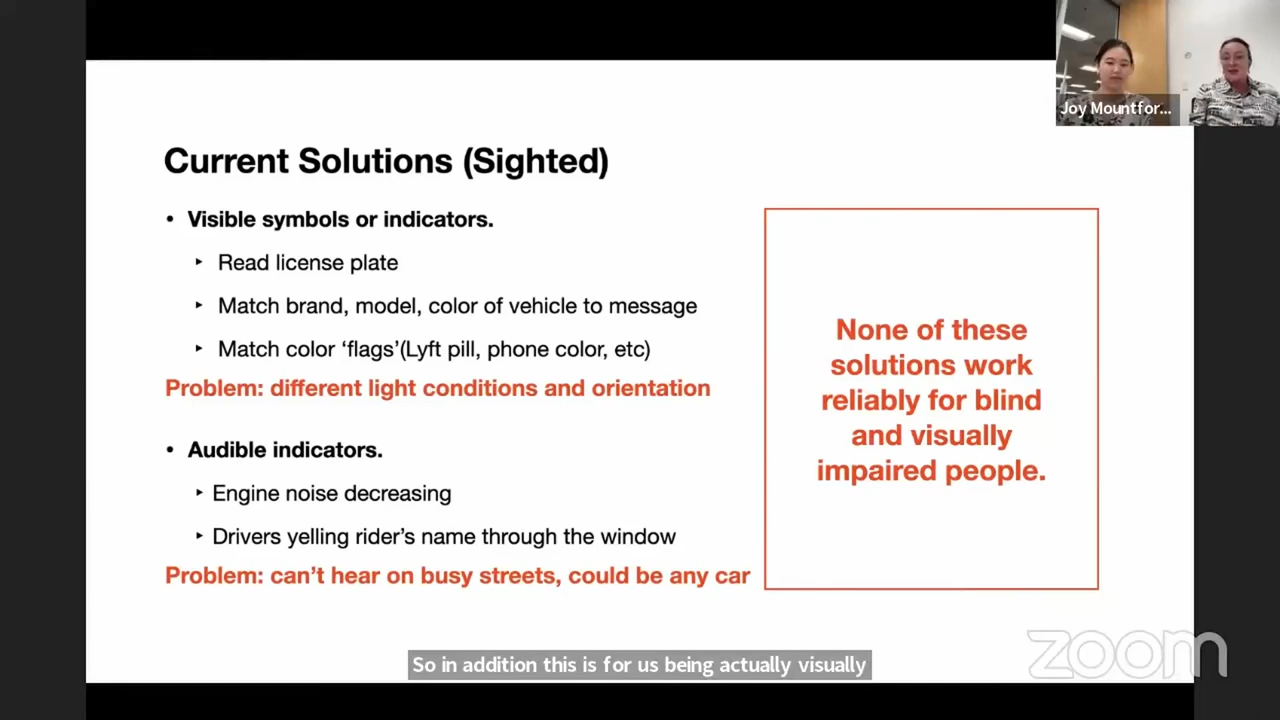 Joy Mountfor...
Current Solutions (Sighted)
• Visible symbols or indicators.
‣ Read license plate
‣ Match brand, model, color of vehicle to message
‣ Match color ‘flags’(Lyft pill, phone color, etc)
Problem: different light conditions and orientation
• Audible indicators.
‣ Engine noise decreasing
‣ Drivers yelling rider’s name through the window
Problem: can’t hear on busy streets, could be any car
None of these
solutions work
reliably for blind
and visually
impaired people.
So in addition this is for us being actually visually
zoom